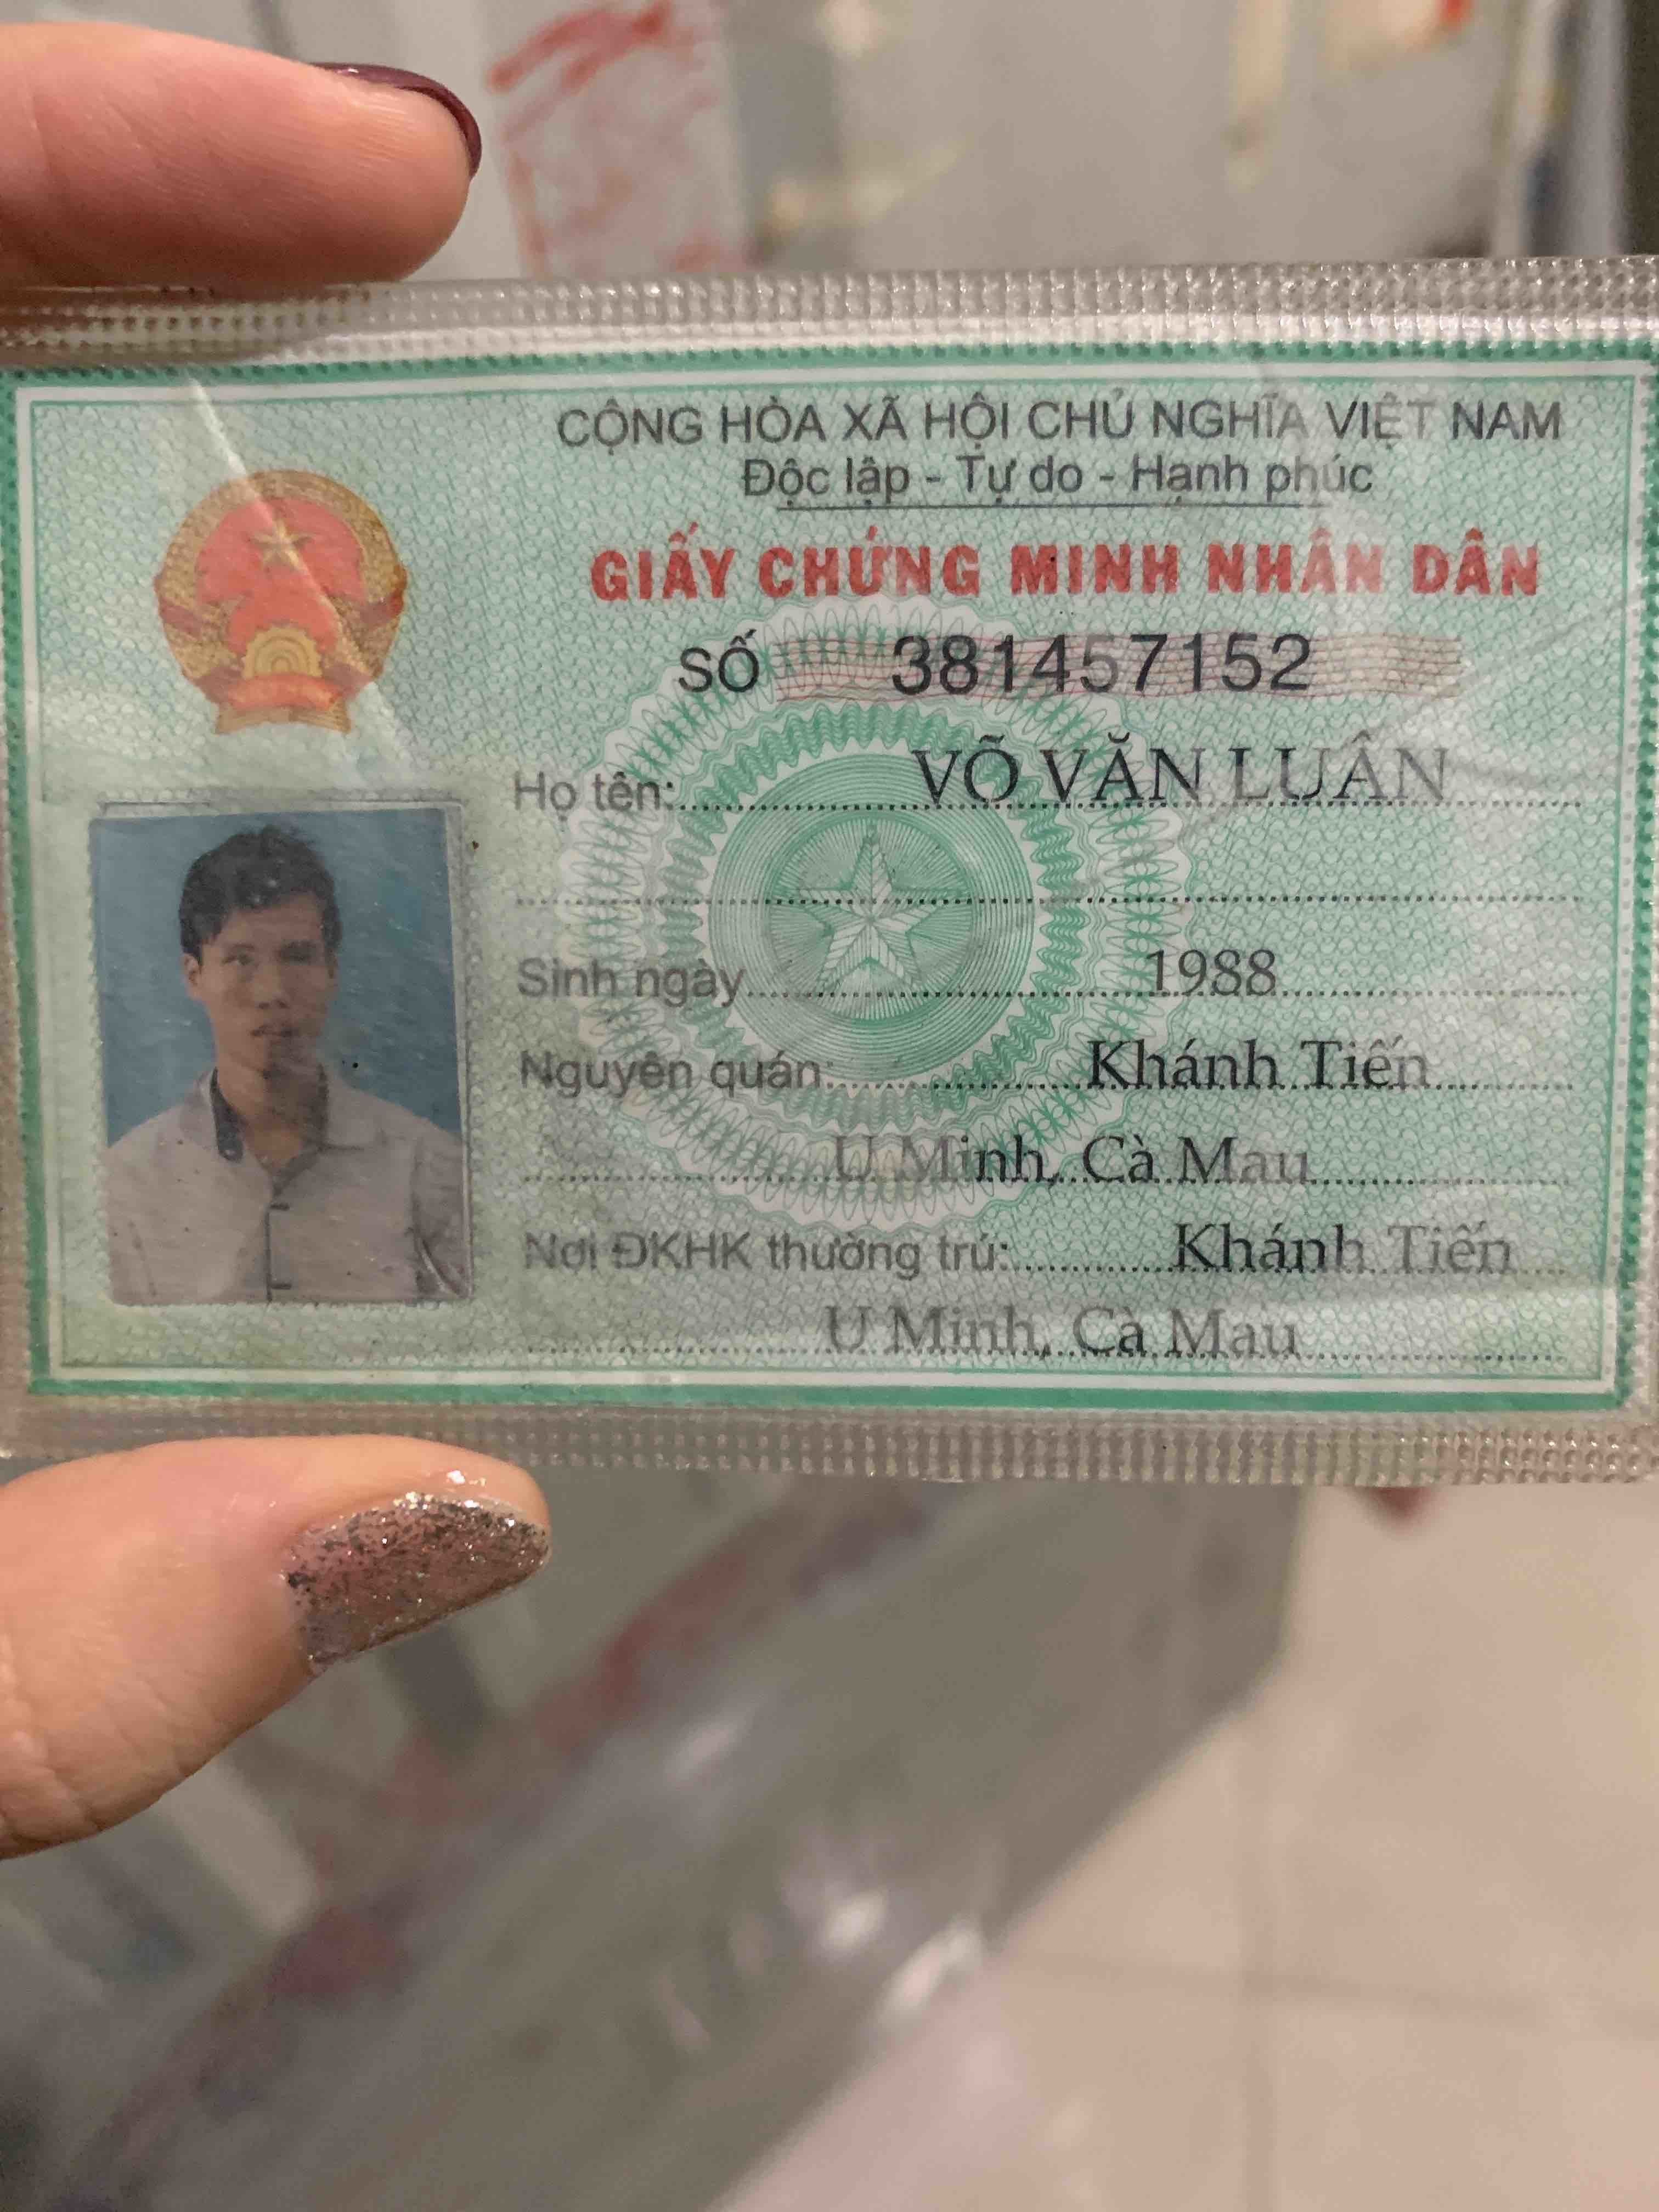 CỘNG HÒA XÃ HỘI CHỦ NGHĨA VIỆT NAM
Độc lập - Tự do - Hạnh phúc
GIẤY CHỨNG MINH NHÂN DÂN
SỐ 381457152
Họ tên: VÕ VĂN LUÂN
Sinh ngày 1988
Nguyên quán: Khánh Tiến
U Minh, Cà Mau
Nơi ĐKHK thường trú: Khánh Tiến
U Minh, Cà Mau